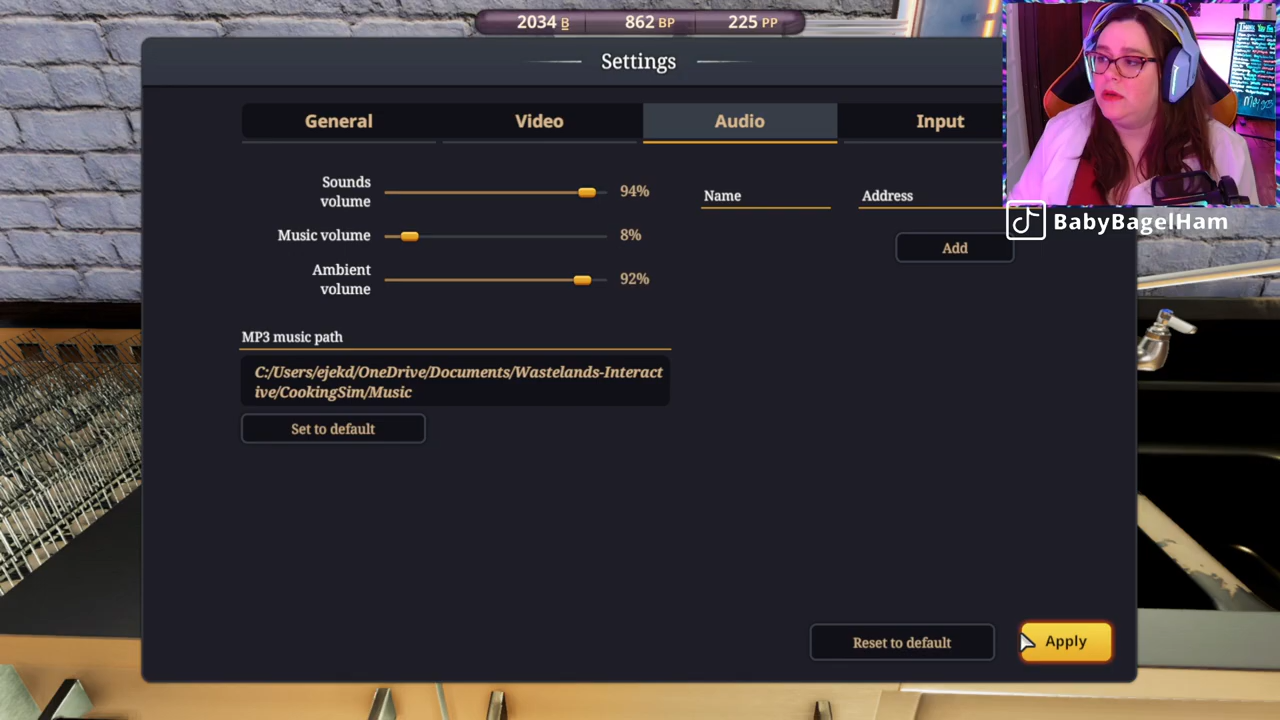 2034 B 862 BP 225 PP
Settings
General Video Audio Input
Sounds
volume
94%
Music volume
8%
Ambient
volume
92%
Name Address
Add
MP3 music path
C:/Users/ejekd/OneDrive/Documents/Wastelands-Interact
ive/CookingSim/Music
Set to default
Reset to default
Apply
BabyBagelHam